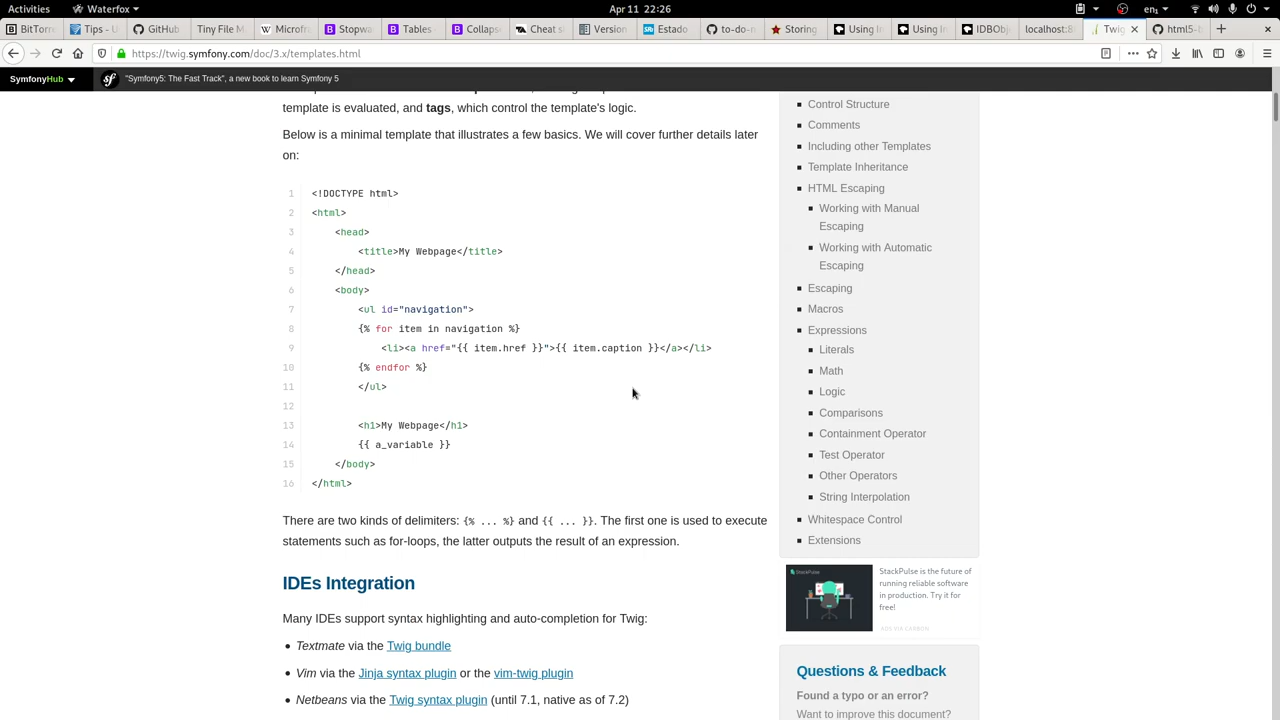 Activities
Waterfox
Apr 11 22:26
en
BitTorr
Tips - U
GitHub
Tiny File M
Microfr
Stopwa
Tables
Collaps
Cheat s
Version
Estado
to-do-n
Storing
Using In
Using In
IDBObj
localhost:8
Twig
html5-b
https://twig.symfony.com/doc/3.x/templates.html
SymfonyHub
"Symfony5: The Fast Track", a new book to learn Symfony 5
template is evaluated, and tags, which control the template's logic.
Below is a minimal template that illustrates a few basics. We will cover further details later
on:
1 <!DOCTYPE html>
2 <html>
3 <head>
4 <title>My Webpage</title>
5 </head>
6 <body>
7 <ul id="navigation">
8 {% for item in navigation %}
9 <li><a href="{{ item.href }}">{{ item.caption }}</a></li>
10 {% endfor %}
11 </ul>
12
13 <h1>My Webpage</h1>
14 {{ a_variable }}
15 </body>
16 </html>
There are two kinds of delimiters: {% ... %} and {{ ... }}. The first one is used to execute
statements such as for-loops, the latter outputs the result of an expression.
IDEs Integration
Many IDEs support syntax highlighting and auto-completion for Twig:
Textmate via the Twig bundle
Vim via the Jinja syntax plugin or the vim-twig plugin
Netbeans via the Twig syntax plugin (until 7.1, native as of 7.2)
Control Structure
Comments
Including other Templates
Template Inheritance
HTML Escaping
Working with Manual
Escaping
Working with Automatic
Escaping
Escaping
Macros
Expressions
Literals
Math
Logic
Comparisons
Containment Operator
Test Operator
Other Operators
String Interpolation
Whitespace Control
Extensions
StackPulse
StackPulse is the future of
running reliable software
in production. Try it for
free!
ADS VIA CARBON
Questions & Feedback
Found a typo or an error?
Want to improve this document?